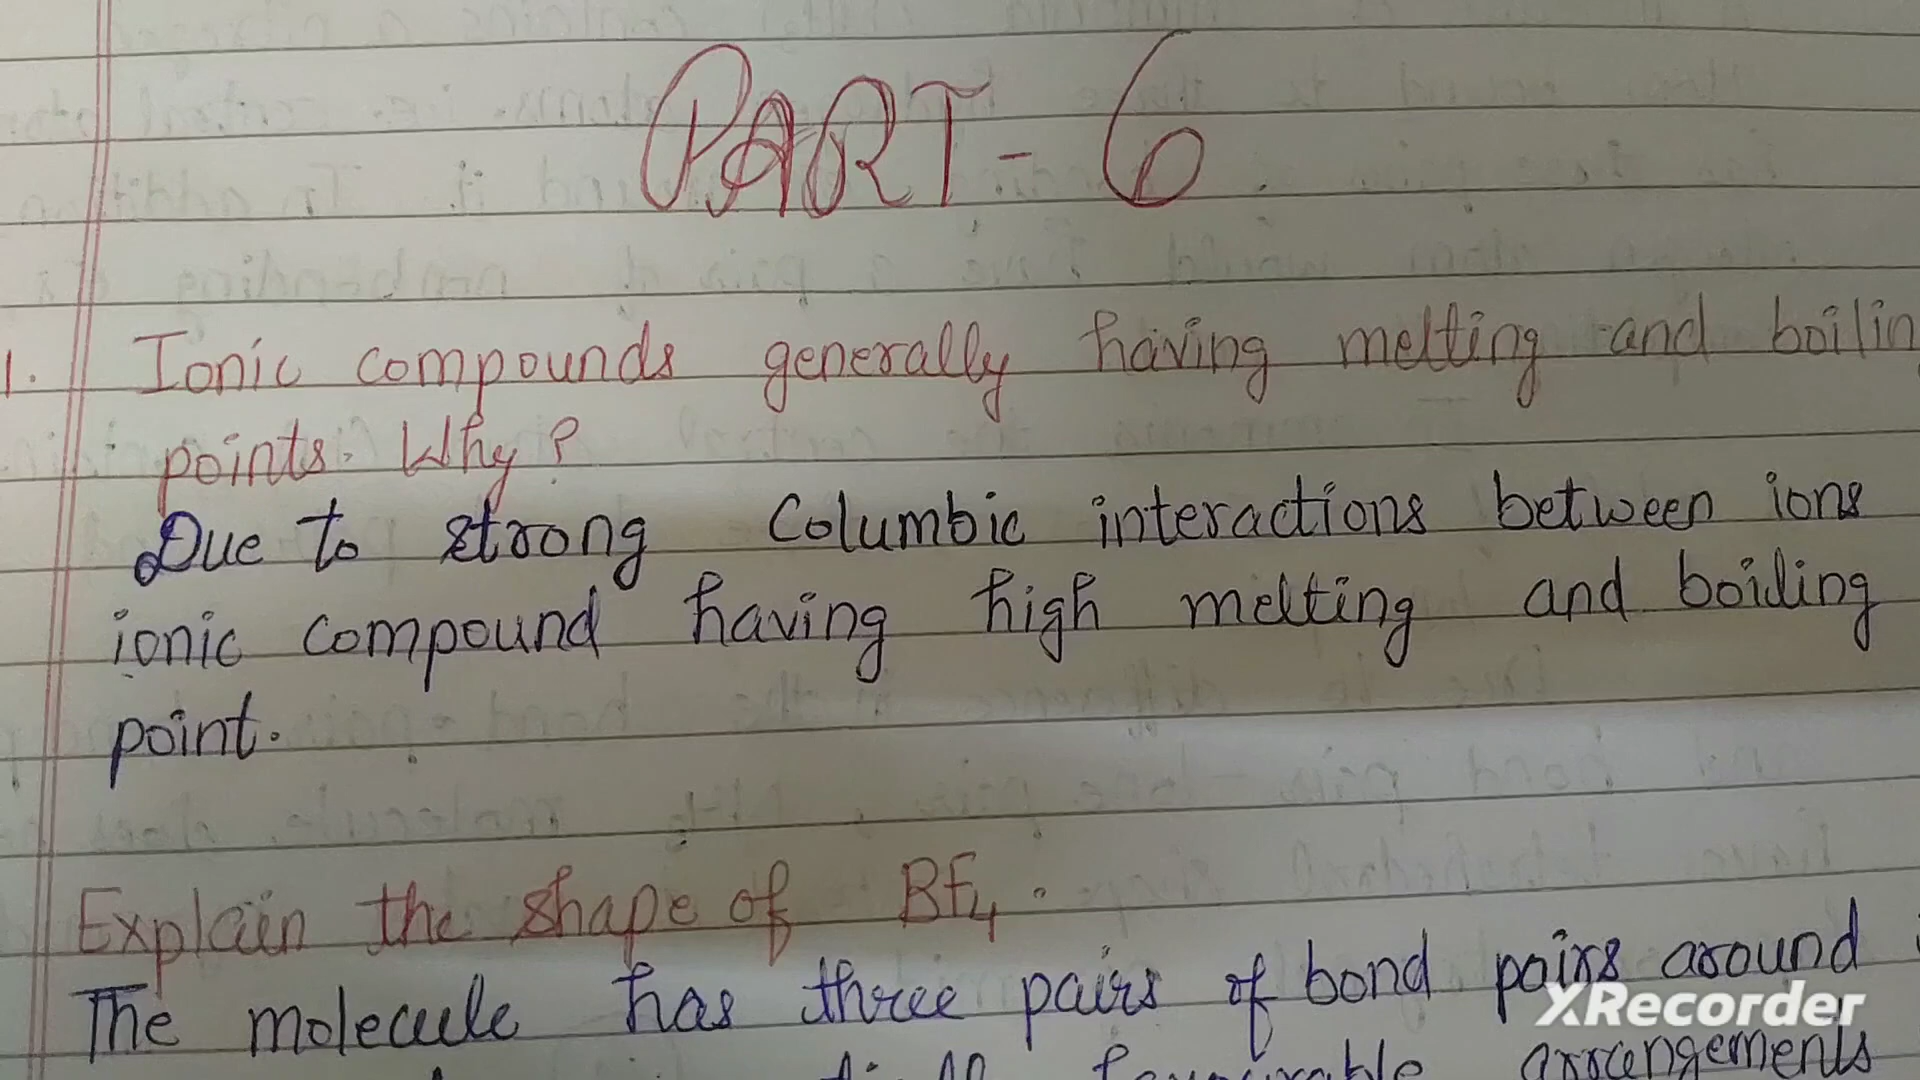 PART - 6
1. Ionic compounds generally having melting and boilin
points. Why?
Due to strong Columbic interactions between ions
ionic compound having high melting and boiling
point.
Explain the shape of BF4.
The molecule has three pairs of bond pairs around
XRecorder
favourable arrangements